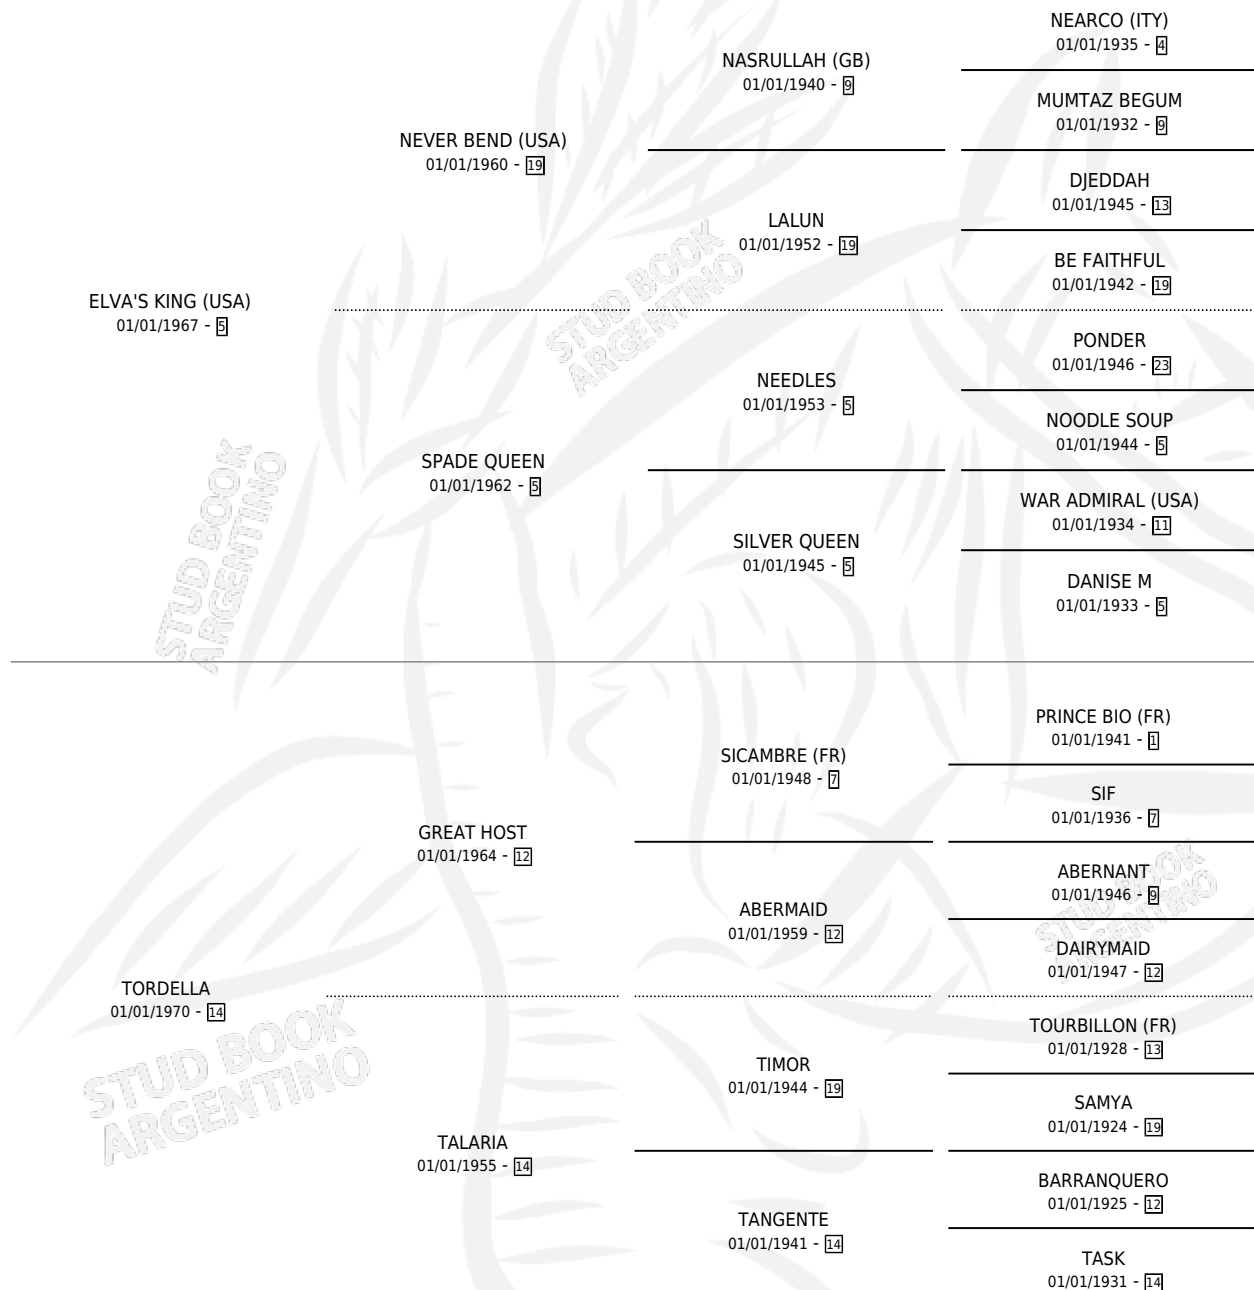 NEARCO (ITY)
01/01/1935 - 4
NASRULLAH (GB)
01/01/1940 - 9
MUMTAZ BEGUM
01/01/1932 - 9
NEVER BEND (USA)
01/01/1960 - 19
DJEDDAH
01/01/1945 - 13
LALUN
01/01/1952 - 19
BE FAITHFUL
01/01/1942 - 19
ELVA'S KING (USA)
01/01/1967 - 5
PONDER
01/01/1946 - 23
NEEDLES
01/01/1953 - 5
NOODLE SOUP
01/01/1944 - 5
SPADE QUEEN
01/01/1962 - 5
WAR ADMIRAL (USA)
01/01/1934 - 11
SILVER QUEEN
01/01/1945 - 5
DANISE M
01/01/1933 - 5
PRINCE BIO (FR)
01/01/1941 - 1
SICAMBRE (FR)
01/01/1948 - 7
SIF
01/01/1936 - 7
GREAT HOST
01/01/1964 - 12
ABERNANT
01/01/1946 - 9
ABERMAID
01/01/1959 - 12
DAIRYMAID
01/01/1947 - 12
TORDELLA
01/01/1970 - 14
TOURBILLON (FR)
01/01/1928 - 13
TIMOR
01/01/1944 - 19
SAMYA
01/01/1924 - 19
TALARIA
01/01/1955 - 14
BARRANQUERO
01/01/1925 - 12
TANGENTE
01/01/1941 - 14
TASK
01/01/1931 - 14
STUD BOOK
ARGENTINO
STUD BOOK
ARGENTINO
STUD BOOK
ARGENTINO
STUD BOOK
ARGENTINO